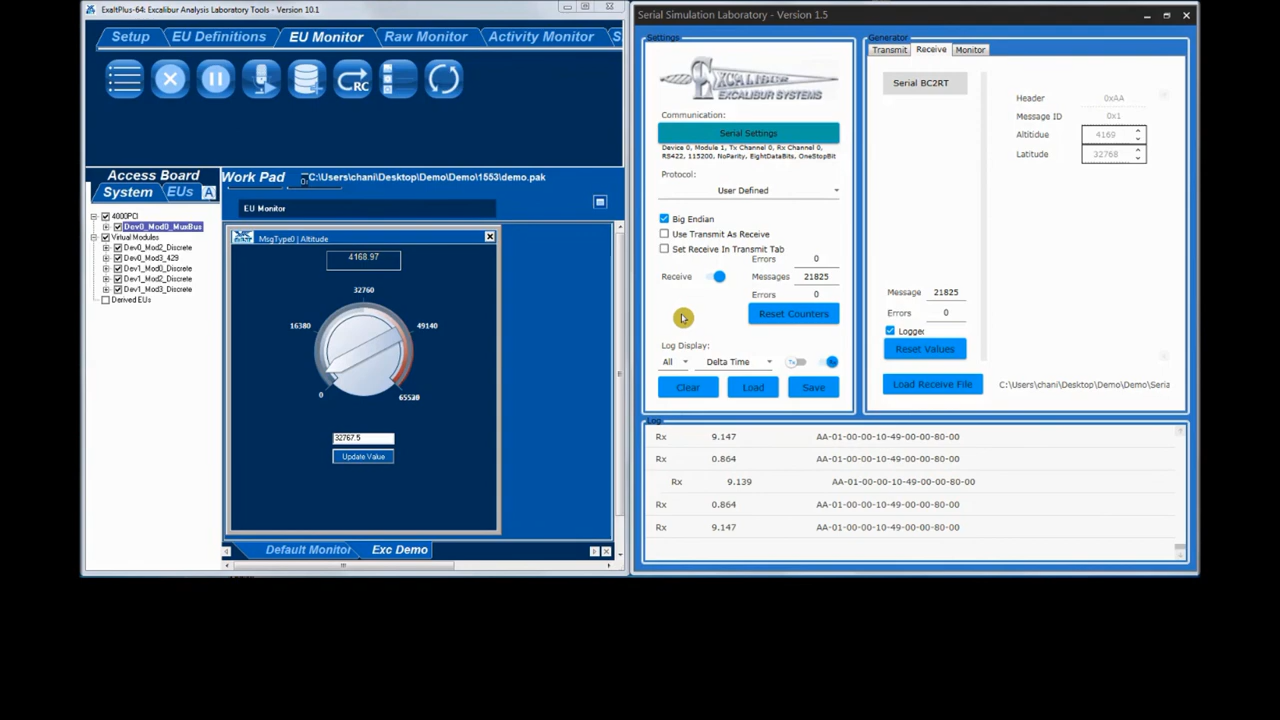 ExaltPlus-64: Excalibur Analysis Laboratory Tools - Version 10.1
Setup EU Definitions EU Monitor Raw Monitor Activity Monitor S
RC
Access Board
System EUs A
4000PCI
Dev0_Mod0_MuxBus
Virtual Modules
Dev0_Mod2_Discrete
Dev0_Mod3_429
Dev1_Mod0_Discrete
Dev1_Mod2_Discrete
Dev1_Mod3_Discrete
Derived EUs
Work Pad C:\Users\chani\Desktop\Demo\Demo\1553\demo.pak
EU Monitor
MsgType0 | Altitude
4168.97
32760
16380 49140
0
32767.5
Update Value
Default Monitor Exc Demo
Serial Simulation Laboratory - Version 1.5
Settings
EXCALIBUR
EXCALIBUR SYSTEMS
Communication:
Serial Settings
Device 0, Module 1, Tx Channel 0, Rx Channel 0,
RS422, 115200, NoParity, EightDataBits, OneStopBit
Protocol:
User Defined
Big Endian
Use Transmit As Receive
Set Receive In Transmit Tab
Errors 0
Receive Messages 21825
Errors 0
Reset Counters
Log Display:
All Delta Time Tx
Clear Load Save
Generator
Transmit Receive Monitor
Serial BC2RT
Header 0xAA
Message ID 0x1
Altitidue 4169
Latitude 32768
Message 21825
Errors 0
Logged
Reset Values
Load Receive File C:\Users\chani\Desktop\Demo\Demo\Seria
Log
Rx 9.147 AA-01-00-00-10-49-00-00-80-00
Rx 0.864 AA-01-00-00-10-49-00-00-80-00
Rx 9.139 AA-01-00-00-10-49-00-00-80-00
Rx 0.864 AA-01-00-00-10-49-00-00-80-00
Rx 9.147 AA-01-00-00-10-49-00-00-80-00